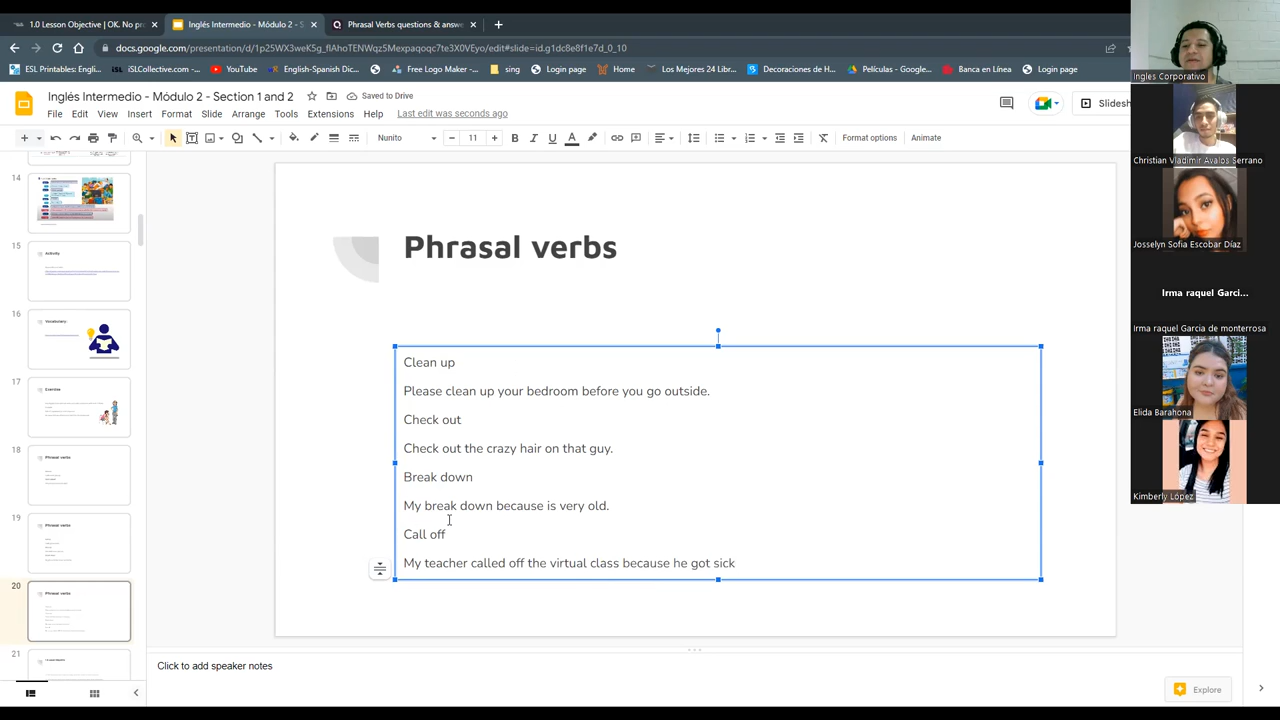 1.0 Lesson Objective | OK. No pr
Inglés Intermedio - Módulo 2 - S
Phrasal Verbs questions & answe
docs.google.com/presentation/d/1p25WX3weK5g_flAhoTENWqz5Mexpaqoqc7te3X0VEyo/edit#slide=id.g1dc8e8f1e7d_0_10
ESL Printables: Engli...
iSLCollective.com -...
YouTube
English-Spanish Dic...
Problems
Free Logo Maker -...
Login page
Home
Los Mejores 24 Libr...
Decoraciones de H...
Películas - Google...
Banca en Línea
Login page
Inglés Intermedio - Módulo 2 - Section 1 and 2
Saved to Drive
Slidesh
File Edit View Insert Format Slide Arrange Tools Extensions Help
Last edit was seconds ago
Nunito
11
Format options
Animate
14
15
Activity
16
Vocabulary:
17
Exercise
18
Phrasal verbs
19
Phrasal verbs
20
Phrasal verbs
21
Phrasal verbs
Clean up
Please clean up your bedroom before you go outside.
Check out
Check out the crazy hair on that guy.
Break down
My break down because is very old.
Call off
My teacher called off the virtual class because he got sick
Click to add speaker notes
Explore
Ingles Corporativo
Christian Vladimir Avalos Serrano
Josselyn Sofia Escobar Díaz
Irma raquel Garci...
Irma raquel Garcia de monterrosa
Elida Barahona
Kimberly López